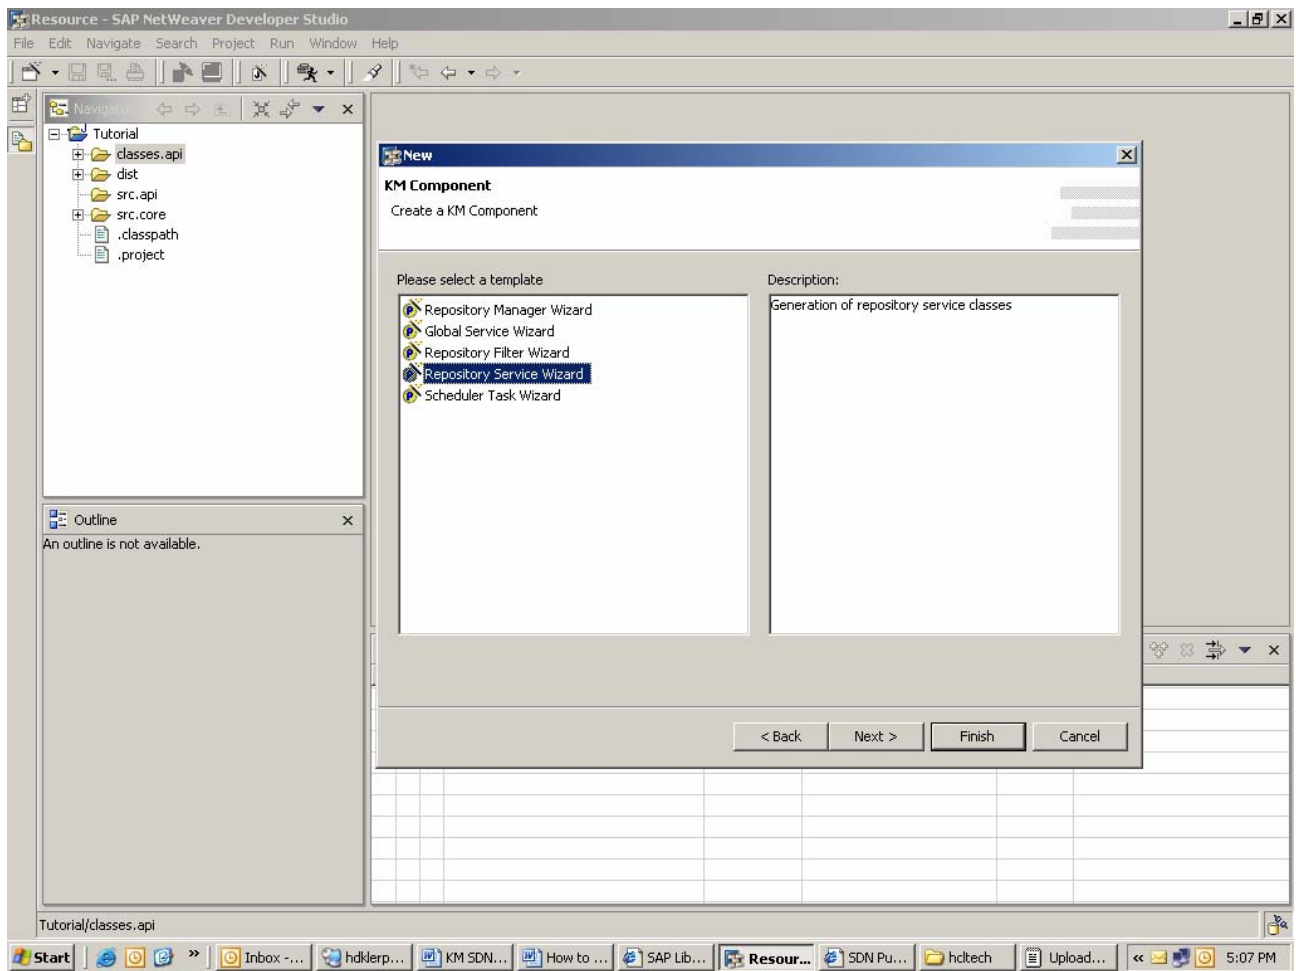 Resource - SAP NetWeaver Developer Studio
File Edit Navigate Search Project Run Window Help
Tutorial
classes.api
dist
src.api
src.core
.classpath
.project
New
KM Component
Create a KM Component
Please select a template
Description:
Repository Manager Wizard
Global Service Wizard
Repository Filter Wizard
Repository Service Wizard
Scheduler Task Wizard
Generation of repository service classes
< Back Next > Finish Cancel
Outline
An outline is not available.
Tutorial/classes.api
Start Inbox -... hdklerp... KM SDN... How to ... SAP Lib... Resour... SDN Pu... hcltech Upload... 5:07 PM